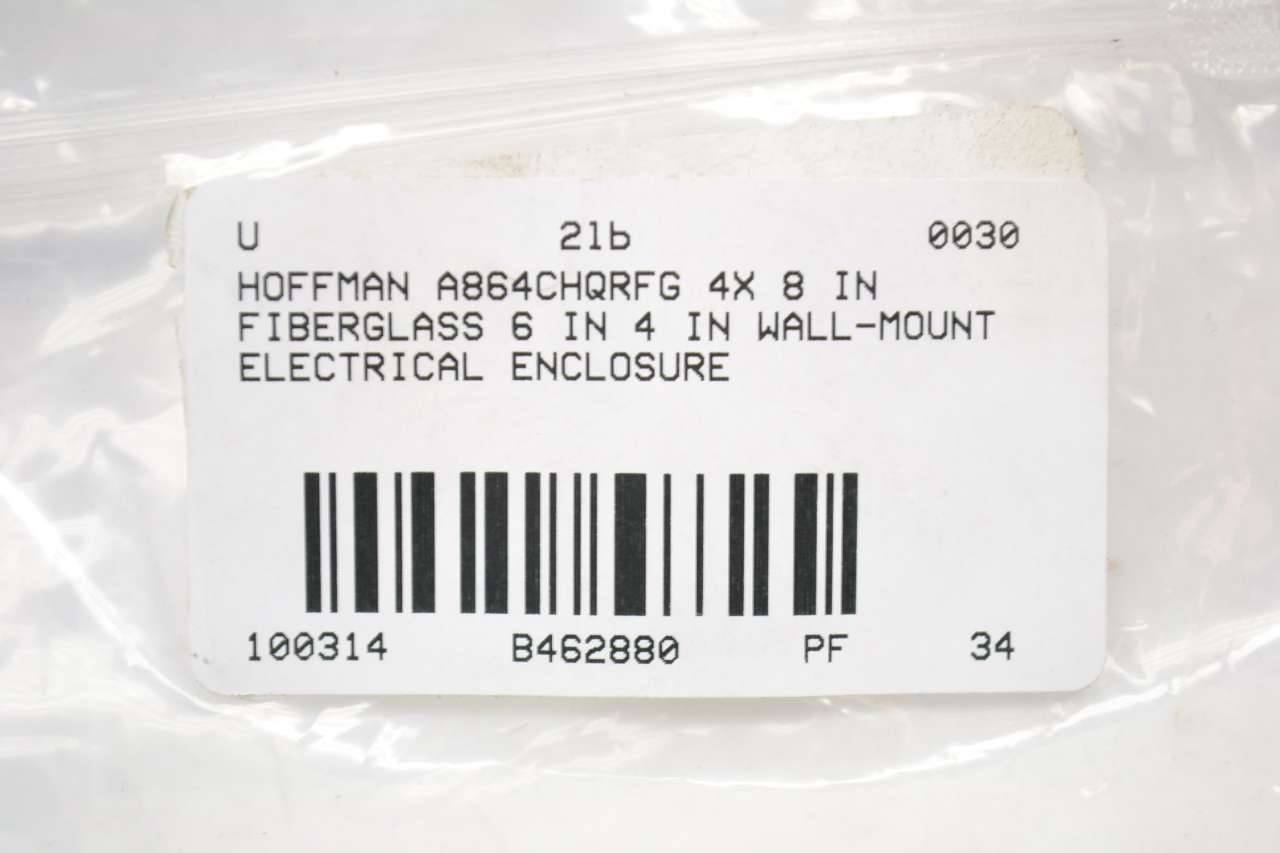 U 2lb 0030
HOFFMAN A864CHQRFG 4X 8 IN
FIBERGLASS 6 IN 4 IN WALL-MOUNT
ELECTRICAL ENCLOSURE
100314 B462880 PF 34